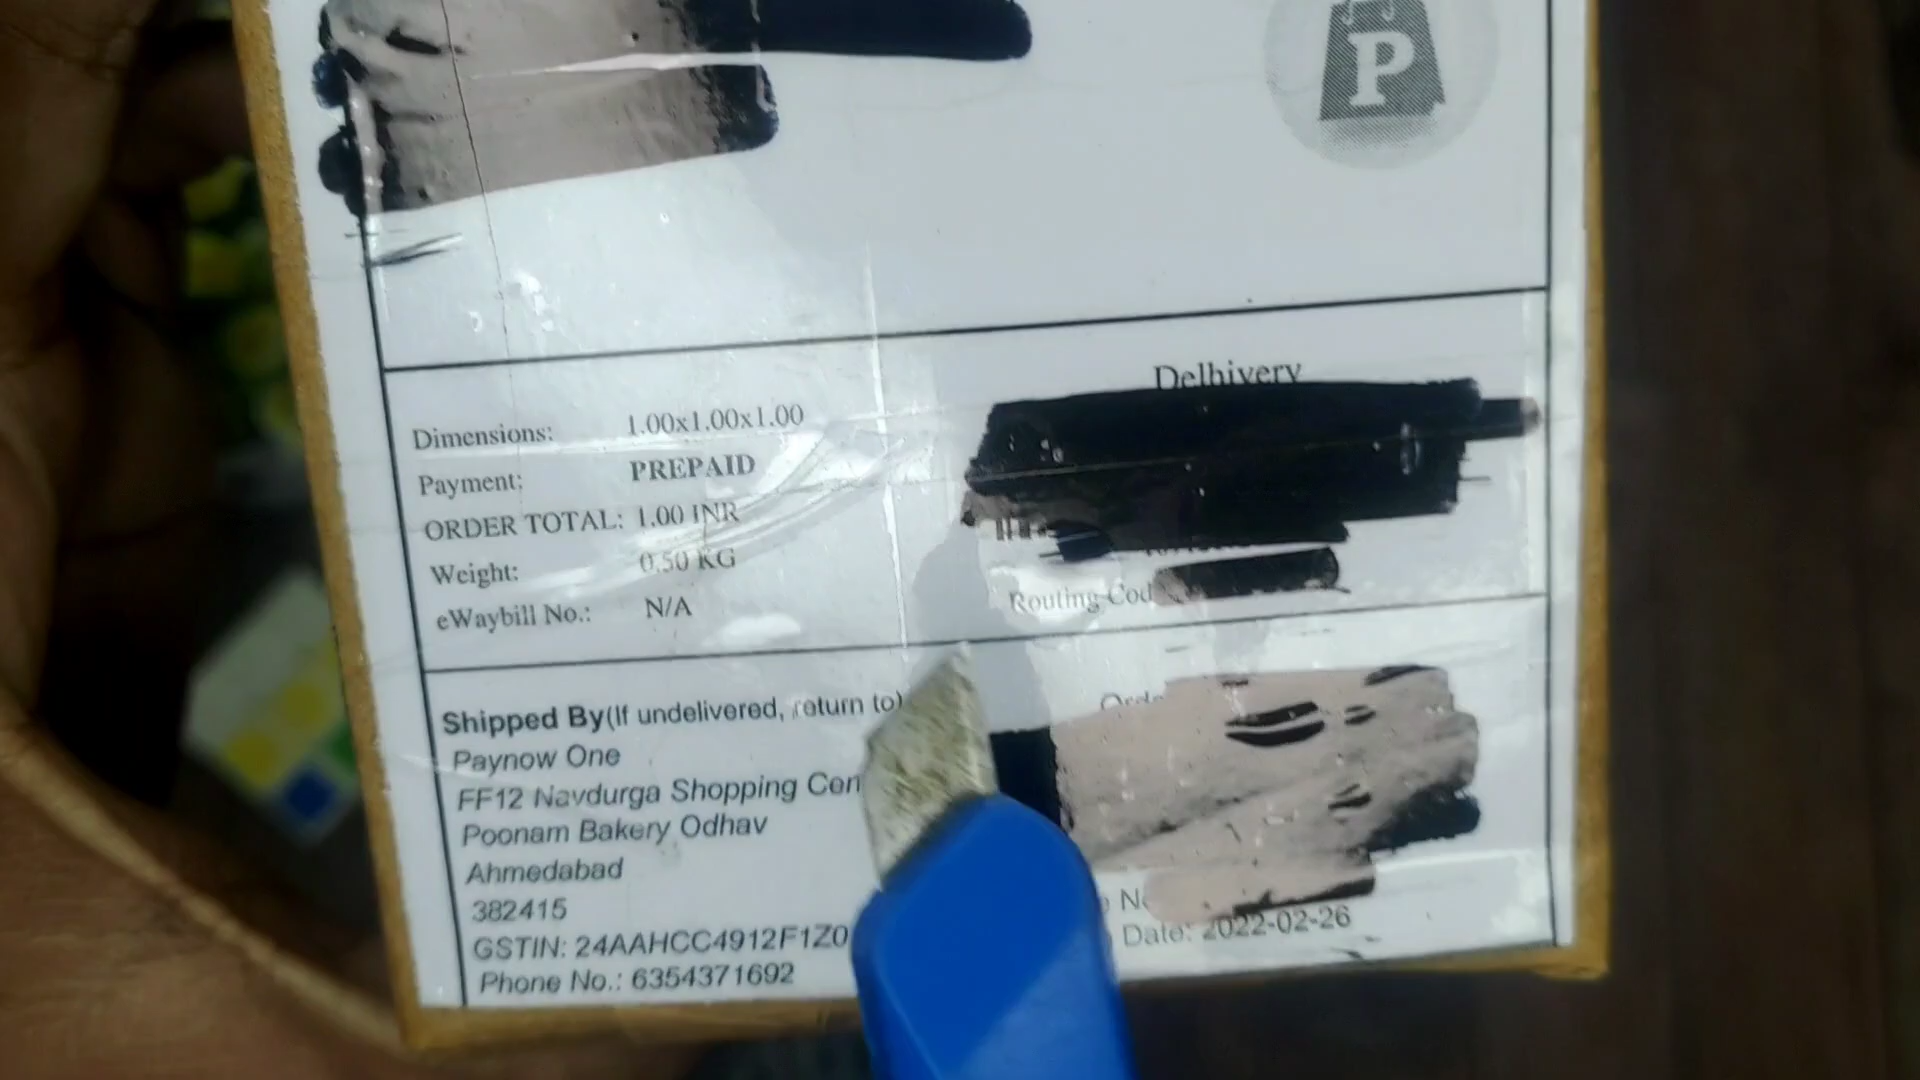 P
Delhivery
Dimensions: 1.00x1.00x1.00
Payment: PREPAID
ORDER TOTAL: 1.00 INR
Weight: 0.50 KG
eWaybill No.: N/A
Routing Cod
Shipped By(If undelivered, return to)
Paynow One
FF12 Navdurga Shopping Cen
Poonam Bakery Odhav
Ahmedabad
382415
GSTIN: 24AAHCC4912F1Z0
Phone No.: 6354371692
Date: 2022-02-26